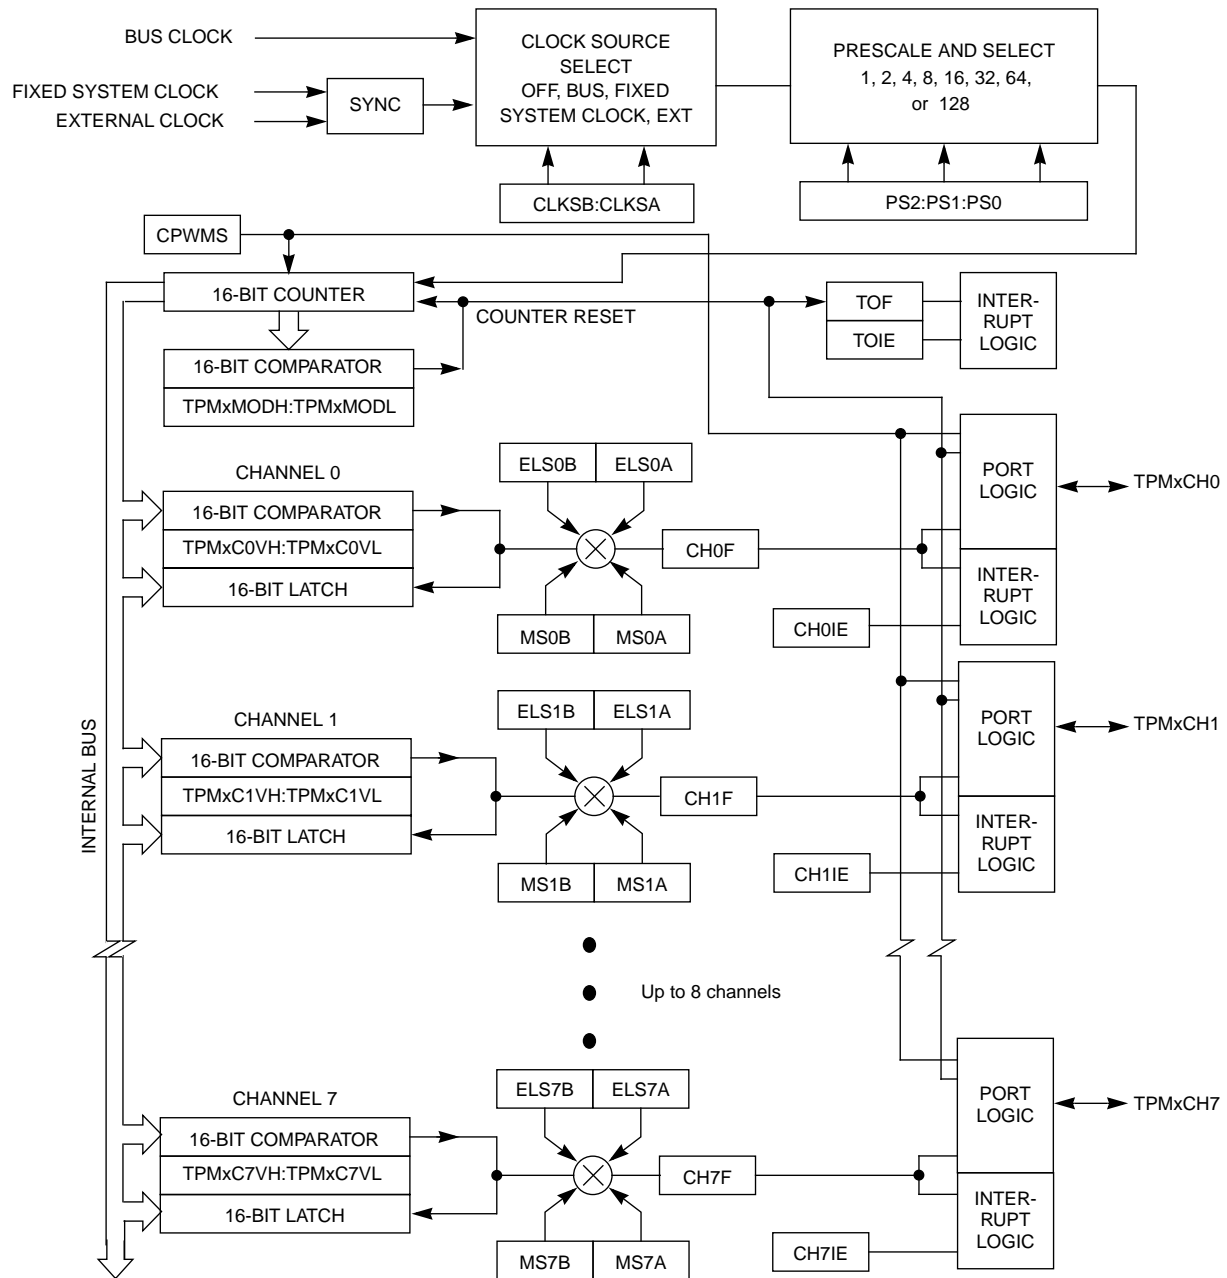 BUS CLOCK
FIXED SYSTEM CLOCK
EXTERNAL CLOCK
SYNC
CLOCK SOURCE
SELECT
OFF, BUS, FIXED
SYSTEM CLOCK, EXT
PRESCALE AND SELECT
1, 2, 4, 8, 16, 32, 64,
or 128
CLKSB:CLKSA
PS2:PS1:PS0
CPWMS
16-BIT COUNTER
COUNTER RESET
TOF
TOIE
INTER-
RUPT
LOGIC
16-BIT COMPARATOR
TPMxMODH:TPMxMODL
CHANNEL 0
16-BIT COMPARATOR
TPMxC0VH:TPMxC0VL
16-BIT LATCH
ELS0B
ELS0A
MS0B
MS0A
CH0F
CH0IE
PORT
LOGIC
INTER-
RUPT
LOGIC
TPMxCH0
INTERNAL BUS
CHANNEL 1
16-BIT COMPARATOR
TPMxC1VH:TPMxC1VL
16-BIT LATCH
ELS1B
ELS1A
MS1B
MS1A
CH1F
CH1IE
PORT
LOGIC
INTER-
RUPT
LOGIC
TPMxCH1
Up to 8 channels
CHANNEL 7
16-BIT COMPARATOR
TPMxC7VH:TPMxC7VL
16-BIT LATCH
ELS7B
ELS7A
MS7B
MS7A
CH7F
CH7IE
PORT
LOGIC
INTER-
RUPT
LOGIC
TPMxCH7